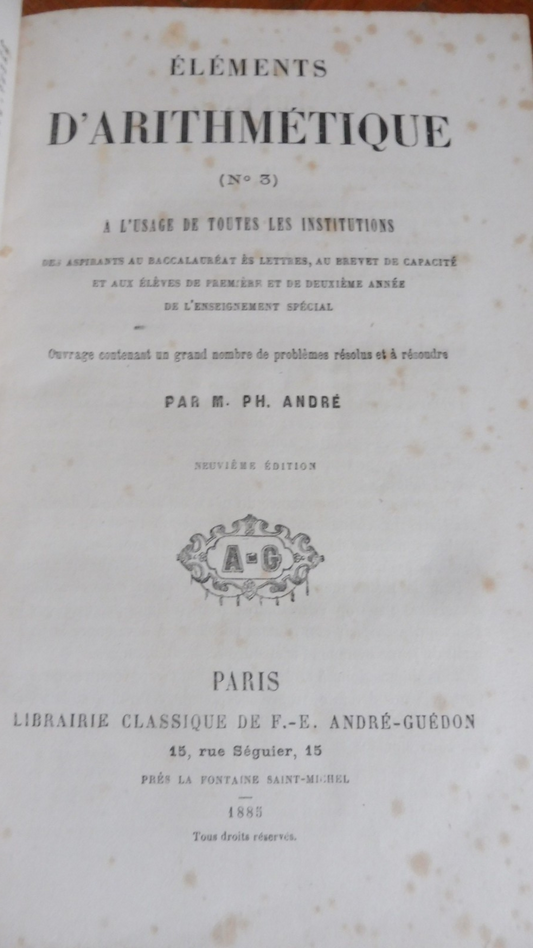 ÉLÉMENTS
D'ARITHMÉTIQUE
(No 3)
A L'USAGE DE TOUTES LES INSTITUTIONS
DES ASPIRANTS AU BACCALAURÉAT ÈS LETTRES, AU BREVET DE CAPACITÉ
ET AUX ÉLÈVES DE PREMIÈRE ET DE DEUXIÈME ANNÉE
DE L'ENSEIGNEMENT SPÉCIAL
Ouvrage contenant un grand nombre de problèmes résolus et à résoudre
PAR M. PH. ANDRÉ
NEUVIÈME ÉDITION
A-G
PARIS
LIBRAIRIE CLASSIQUE DE F.-E. ANDRÉ-GUÉDON
15, rue Séguier, 15
PRÈS LA FONTAINE SAINT-MICHEL
1885
Tous droits réservés.